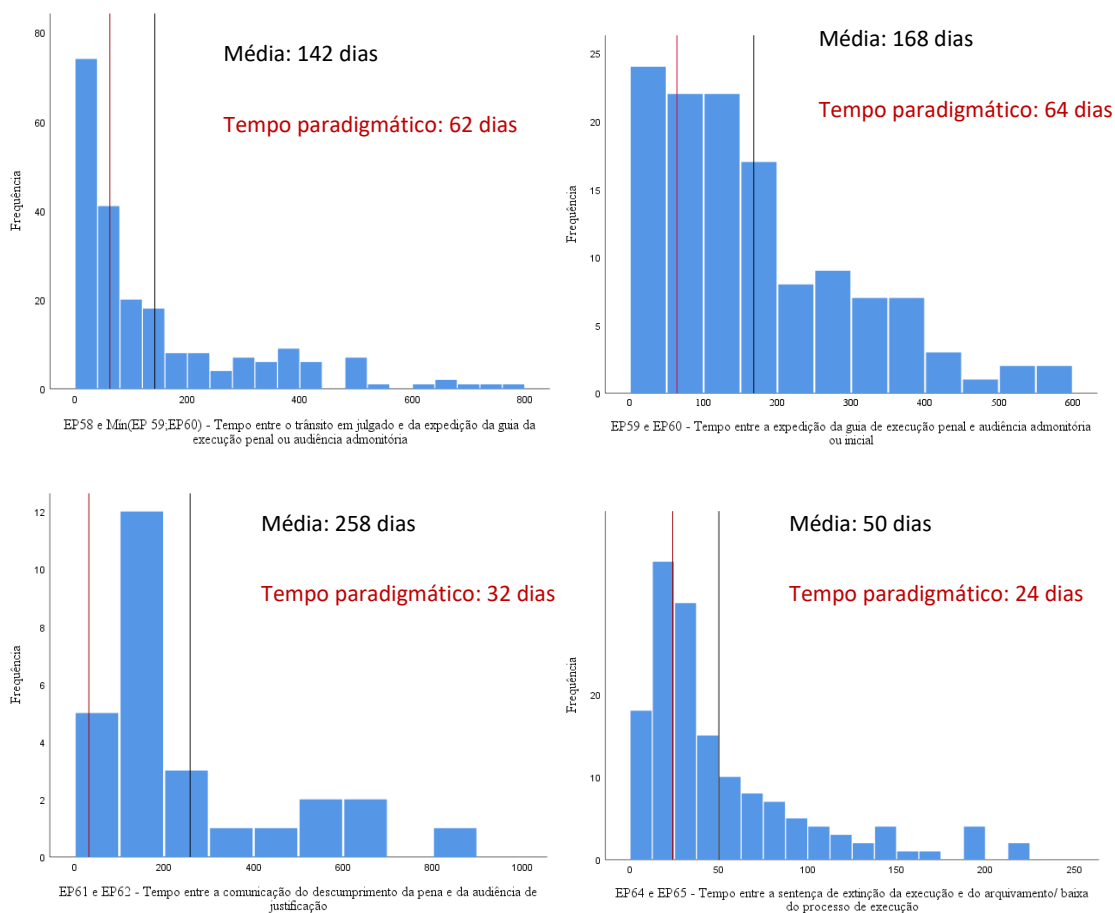 80
60
40
20
0
Frequência
Média: 142 dias
Tempo paradigmático: 62 dias
0
200
400
600
800
EP58 e Min(EP 59;EP60) - Tempo entre o trânsito em julgado e da expedição da guia da
execução penal ou audiência admonitória
25
20
15
10
5
0
Frequência
Média: 168 dias
Tempo paradigmático: 64 dias
0
100
200
300
400
500
600
EP59 e EP60 - Tempo entre a expedição da guia de execução penal e audiência admonitória
ou inicial
12
10
8
6
4
2
0
Frequência
Média: 258 dias
Tempo paradigmático: 32 dias
0
200
400
600
800
1000
EP61 e EP62 - Tempo entre a comunicação do descumprimento da pena e da audiência de
justificação
20
10
0
Frequência
Média: 50 dias
Tempo paradigmático: 24 dias
0
50
100
150
200
250
EP64 e EP65 - Tempo entre a sentença de extinção da execução e do arquivamento/ baixa
do processo de execução